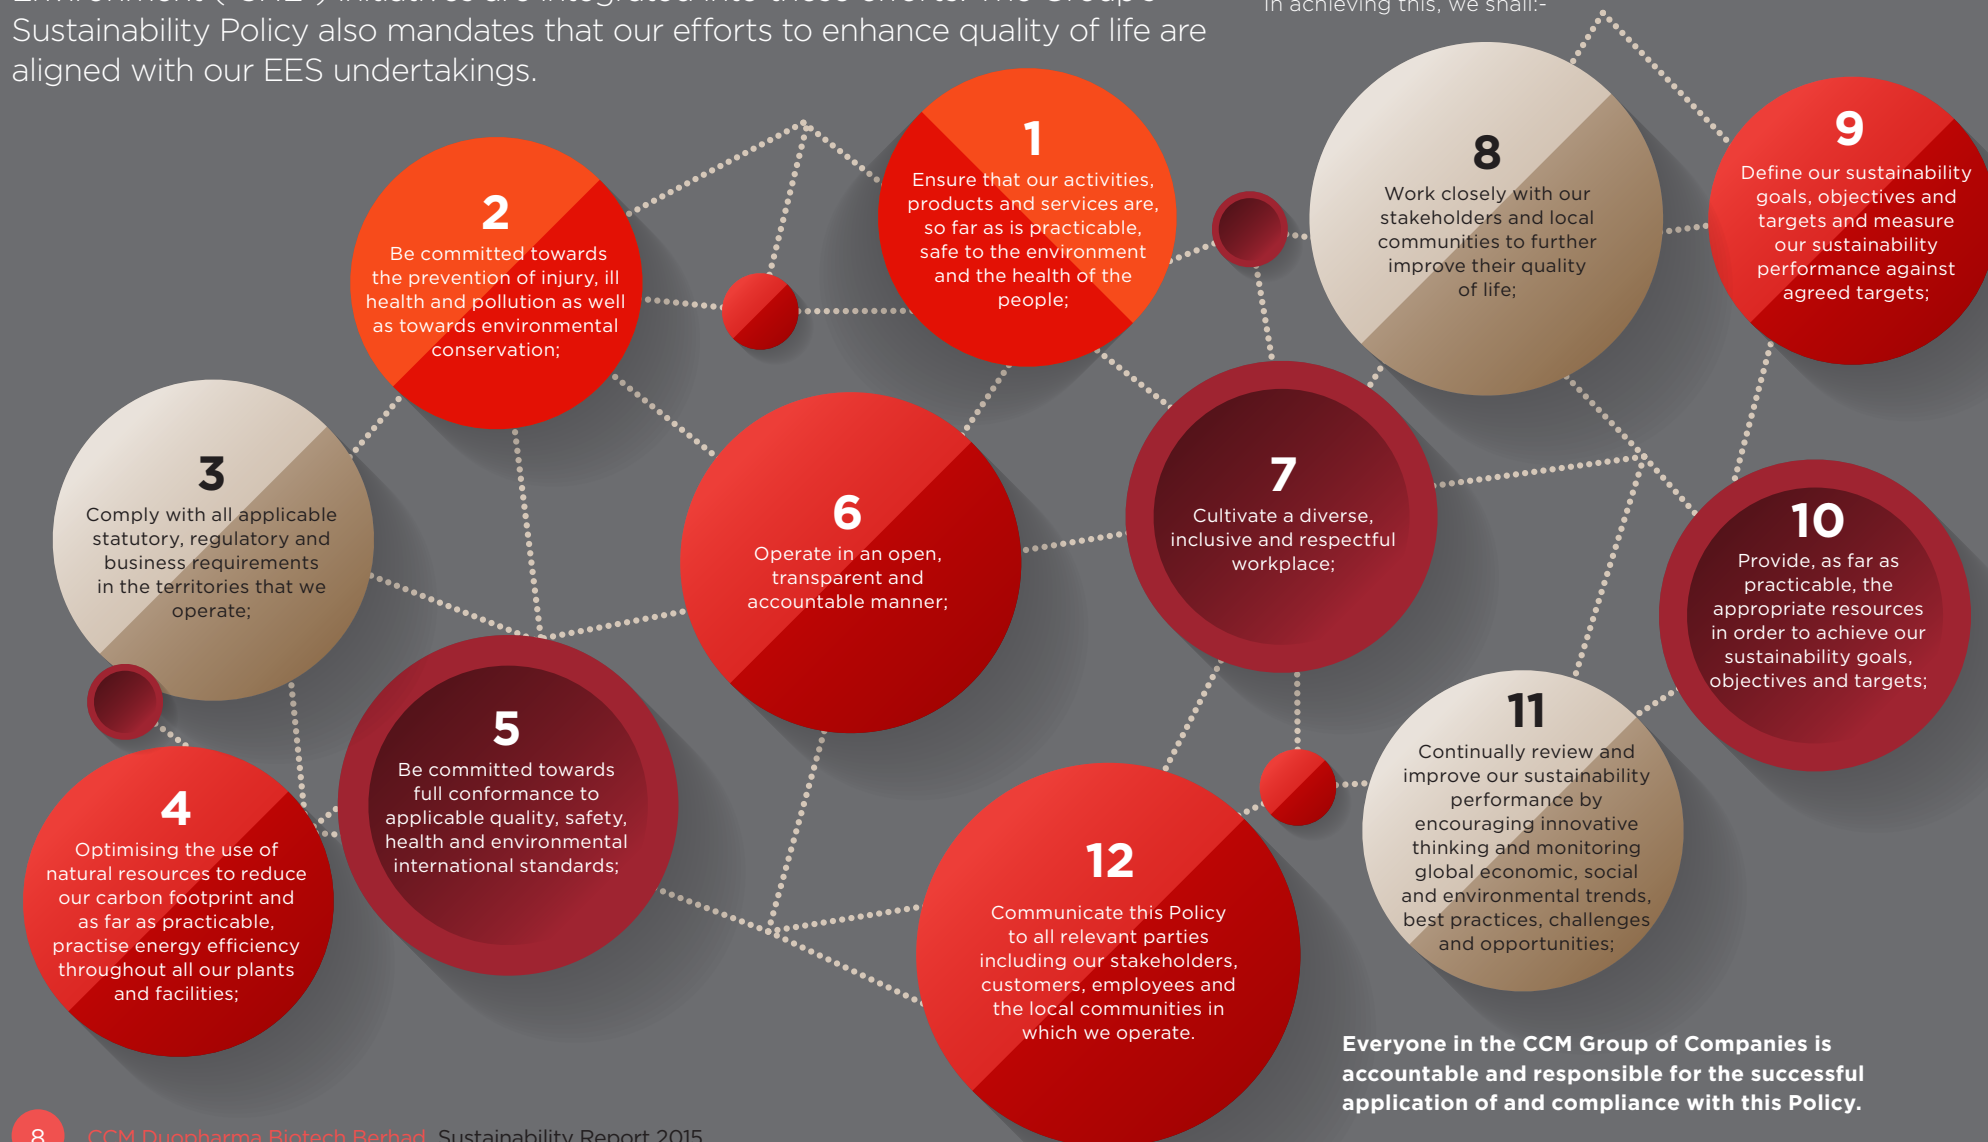 Sustainability Policy also mandates that our efforts to enhance quality of life are
aligned with our EES undertakings.
In achieving this, we shall:-
1
Ensure that our activities,
products and services are,
so far as is practicable,
safe to the environment
and the health of the
people;
2
Be committed towards
the prevention of injury, ill
health and pollution as well
as towards environmental
conservation;
3
Comply with all applicable
statutory, regulatory and
business requirements
in the territories that we
operate;
4
Optimising the use of
natural resources to reduce
our carbon footprint and
as far as practicable,
practise energy efficiency
throughout all our plants
and facilities;
5
Be committed towards
full conformance to
applicable quality, safety,
health and environmental
international standards;
6
Operate in an open,
transparent and
accountable manner;
7
Cultivate a diverse,
inclusive and respectful
workplace;
8
Work closely with our
stakeholders and local
communities to further
improve their quality
of life;
9
Define our sustainability
goals, objectives and
targets and measure
our sustainability
performance against
agreed targets;
10
Provide, as far as
practicable, the
appropriate resources
in order to achieve our
sustainability goals,
objectives and targets;
11
Continually review and
improve our sustainability
performance by
encouraging innovative
thinking and monitoring
global economic, social
and environmental trends,
best practices, challenges
and opportunities;
12
Communicate this Policy
to all relevant parties
including our stakeholders,
customers, employees and
the local communities in
which we operate.
Everyone in the CCM Group of Companies is
accountable and responsible for the successful
application of and compliance with this Policy.
8 CCM Duopharma Biotech Berhad Sustainability Report 2015